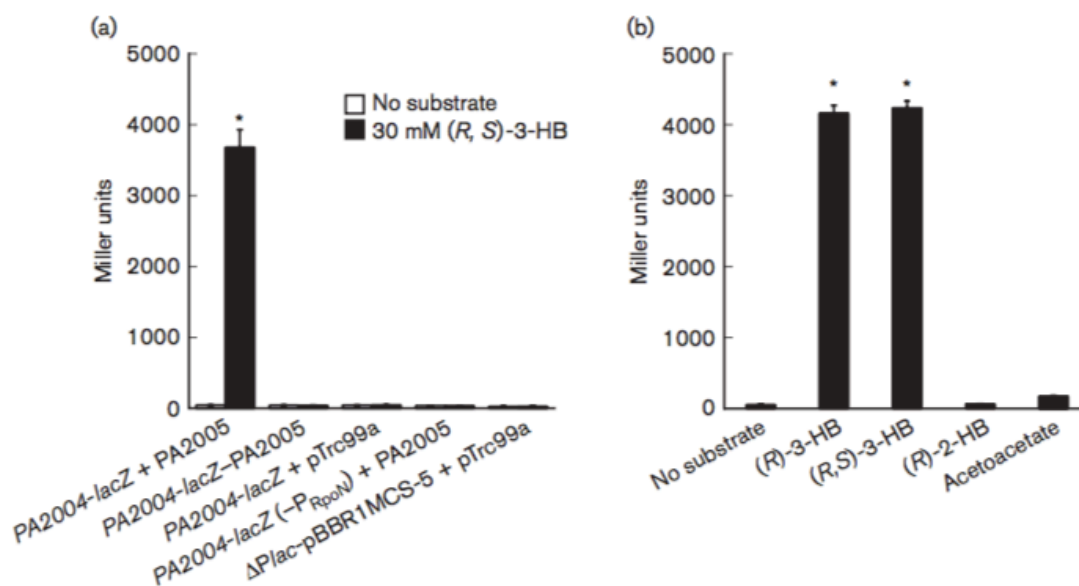 (a)
5000
4000
3000
2000
1000
0
Miller units
No substrate
30 mM (R, S)-3-HB
*
PA2004-lacZ + PA2005
PA2004-lacZ–PA2005
PA2004-lacZ + pTrc99a
PA2004-lacZ (–PRpoN) + PA2005
ΔPlac-pBBR1MCS-5 + pTrc99a
(b)
5000
4000
3000
2000
1000
0
Miller units
*
*
No substrate
(R)-3-HB
(R,S)-3-HB
(R)-2-HB
Acetoacetate